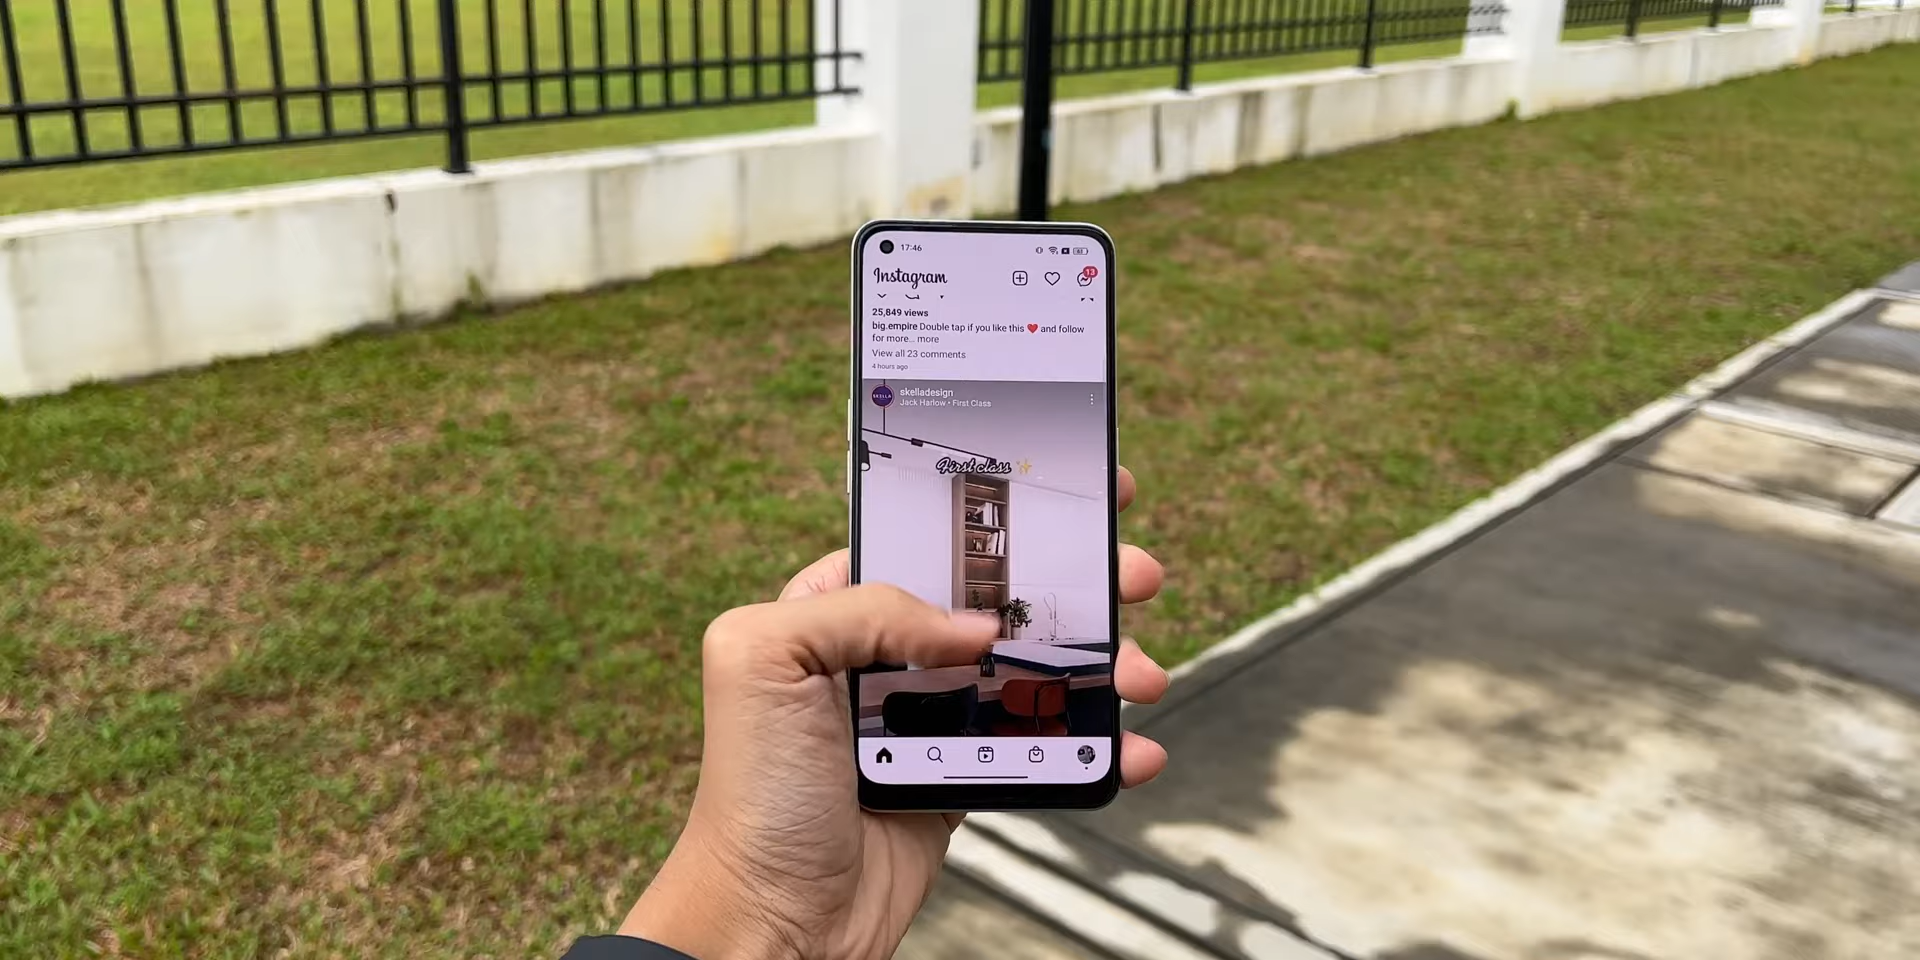 17:46
Instagram
13
25,849 views
big.empire Double tap if you like this ❤️ and follow
for more... more
View all 23 comments
4 hours ago
SKELLA
skelladesign
Jack Harlow • First Class
First class ✨